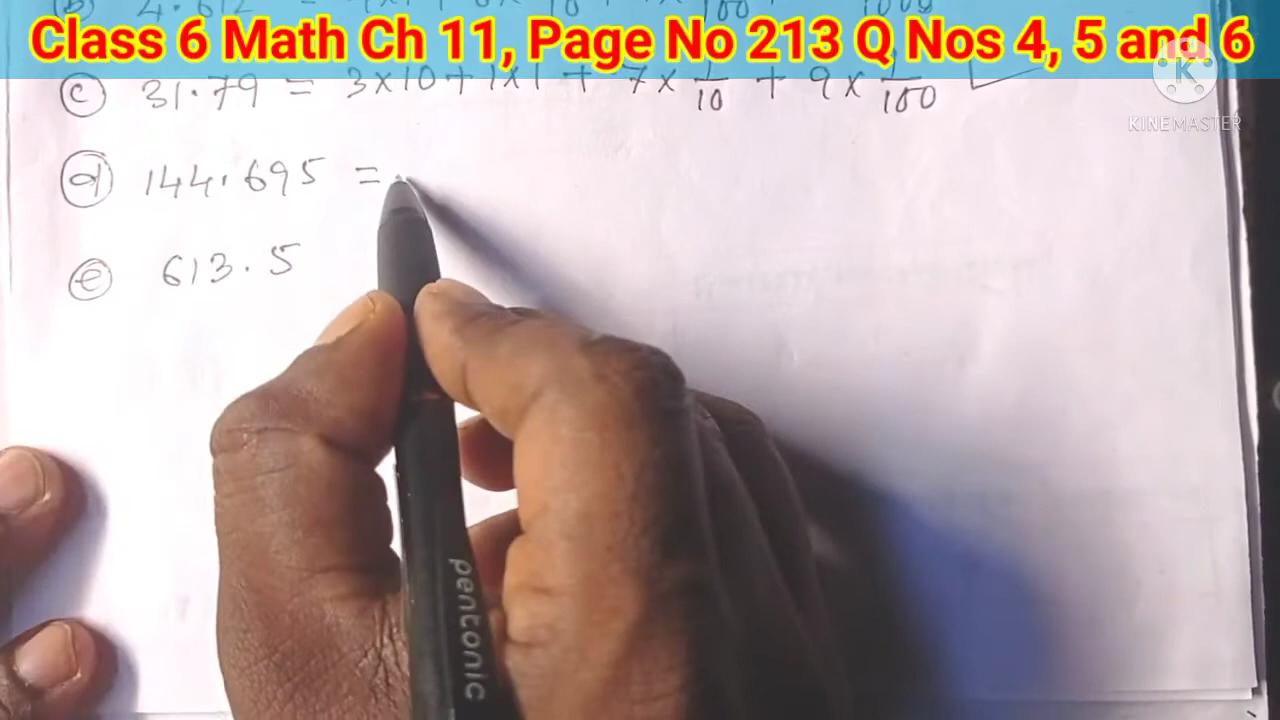 Class 6 Math Ch 11, Page No 213 Q Nos 4, 5 and 6
(c) 31.79 = 3×10 + 1×1 + 7× 1/10 + 9× 1/100
(d) 144.695 =
(e) 613.5
KINEMASTER
pentonic